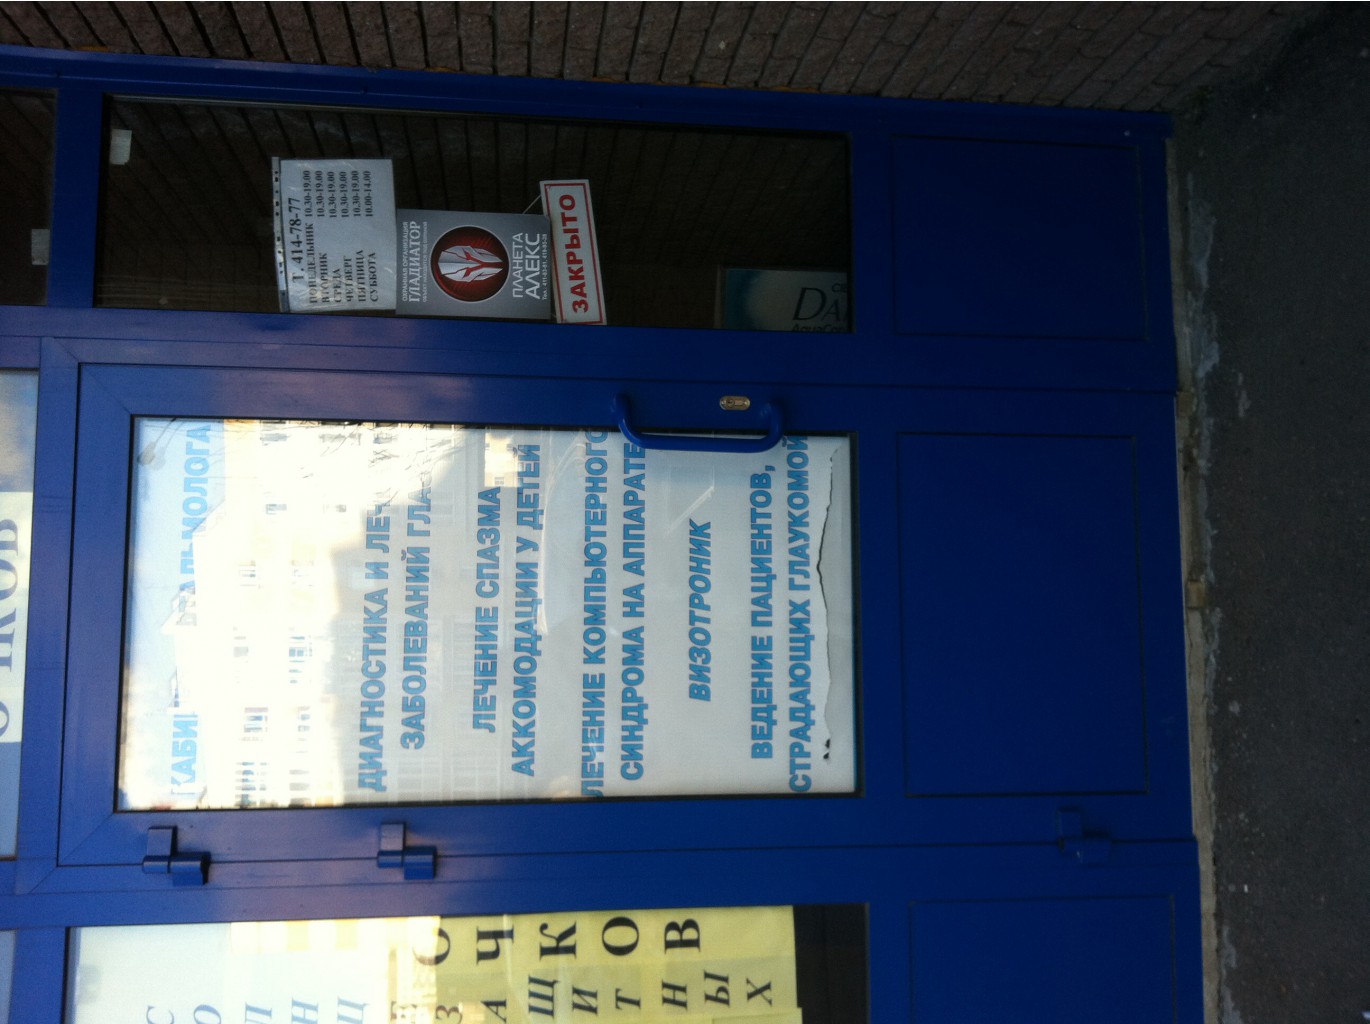 Т. 414-78-77
ПОНЕДЕЛЬНИК 10.30-19.00
ВТОРНИК 10.30-19.00
СРЕДА 10.30-19.00
ЧЕТВЕРГ 10.30-19.00
ПЯТНИЦА 10.30-19.00
СУББОТА 10.00-14.00
ОХРАННАЯ ОРГАНИЗАЦИЯ
ГЛАДИАТОР
ПЛАНЕТА
АЛЕКС
ЗАКРЫТО
DA
ДИАГНОСТИКА И ЛЕЧ
ЗАБОЛЕВАНИЙ ГЛА
ЛЕЧЕНИЕ СПАЗМА
АККОМОДАЦИИ У ДЕТЕЙ
ЛЕЧЕНИЕ КОМПЬЮТЕРНОГО
СИНДРОМА НА АППАРАТЕ
ВИЗОТРОНИК
ВЕДЕНИЕ ПАЦИЕНТОВ,
СТРАДАЮЩИХ ГЛАУКОМОЙ
С
О
Л
Н
Ц
Е
З
А
Щ
И
Т
Н
Ы
Х
О
Ч
К
О
В